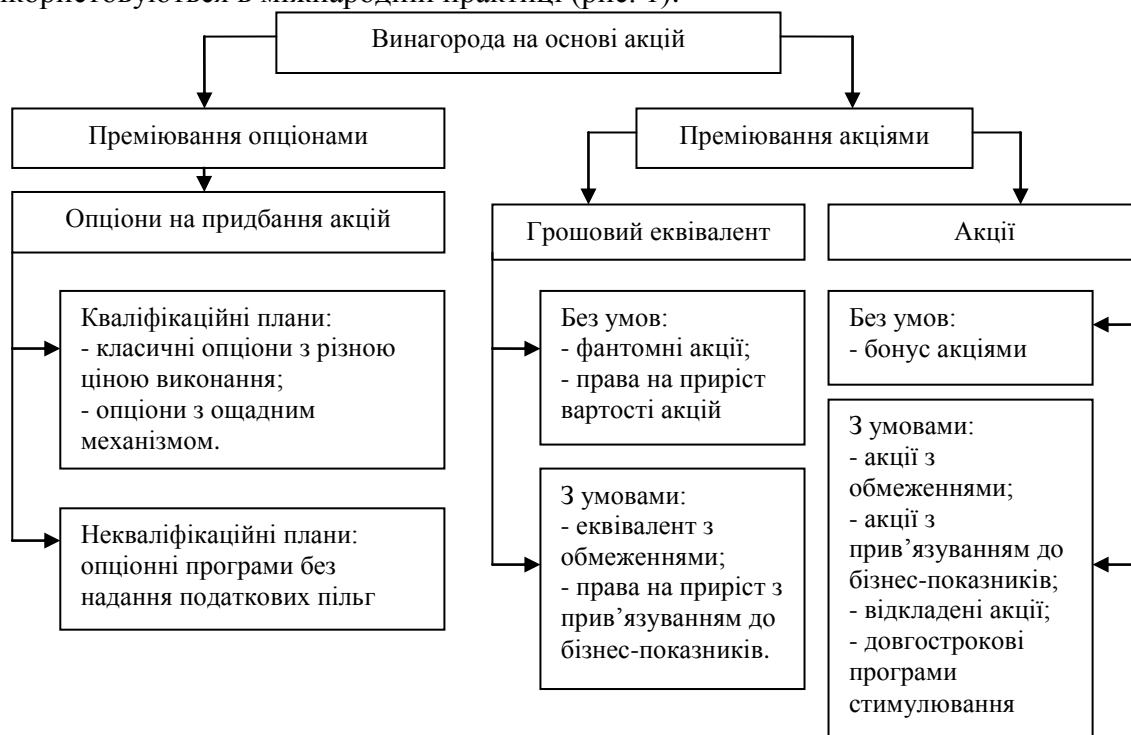 користовуються в міжнародній практиці (рис. 1).
Винагорода на основі акцій
Преміювання опціонами
Преміювання акціями
Опціони на придбання акцій
Грошовий еквівалент
Акції
Кваліфікаційні плани:
- класичні опціони з різною
ціною виконання;
- опціони з ощадним
механізмом.
Некваліфікаційні плани:
опціонні програми без
надання податкових пільг
Без умов:
- фантомні акції;
- права на приріст
вартості акцій
З умовами:
- еквівалент з
обмеженнями;
- права на приріст з
прив’язуванням до
бізнес-показників.
Без умов:
- бонус акціями
З умовами:
- акції з
обмеженнями;
- акції з
прив’язуванням до
бізнес-показників;
- відкладені акції;
- довгострокові
програми
стимулювання